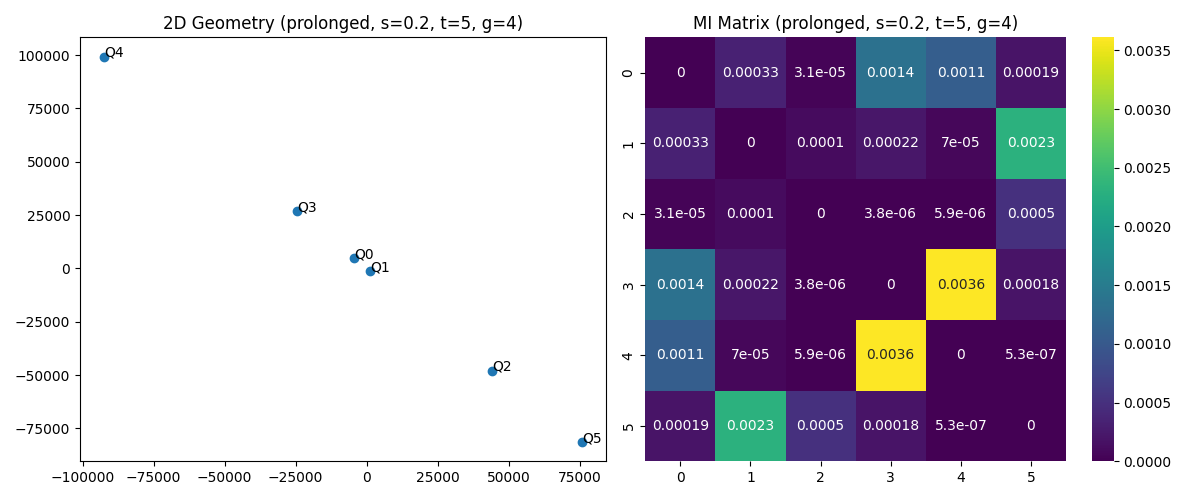 2D Geometry (prolonged, s=0.2, t=5, g=4)
100000
75000
50000
25000
0
−25000
−50000
−75000
−100000 −75000 −50000 −25000 0 25000 50000 75000
Q4
Q3
Q0
Q1
Q2
Q5
MI Matrix (prolonged, s=0.2, t=5, g=4)
0 0 0.00033 3.1e-05 0.0014 0.0011 0.00019
1 0.00033 0 0.0001 0.00022 7e-05 0.0023
2 3.1e-05 0.0001 0 3.8e-06 5.9e-06 0.0005
3 0.0014 0.00022 3.8e-06 0 0.0036 0.00018
4 0.0011 7e-05 5.9e-06 0.0036 0 5.3e-07
5 0.00019 0.0023 0.0005 0.00018 5.3e-07 0
0 1 2 3 4 5
0.0035
0.0030
0.0025
0.0020
0.0015
0.0010
0.0005
0.0000